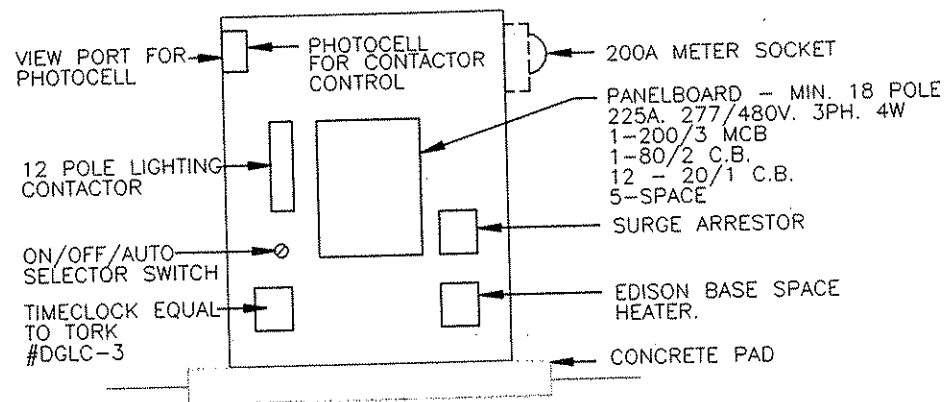 VIEW PORT FOR
PHOTOCELL
PHOTOCELL
FOR CONTACTOR
CONTROL
200A METER SOCKET
PANELBOARD - MIN. 18 POLE
225A. 277/480V. 3PH. 4W
1-200/3 MCB
1-80/2 C.B.
12 - 20/1 C.B.
5-SPACE
12 POLE LIGHTING
CONTACTOR
SURGE ARRESTOR
ON/OFF/AUTO
SELECTOR SWITCH
TIMECLOCK EQUAL
TO TORK
#DGLC-3
EDISON BASE SPACE
HEATER.
CONCRETE PAD